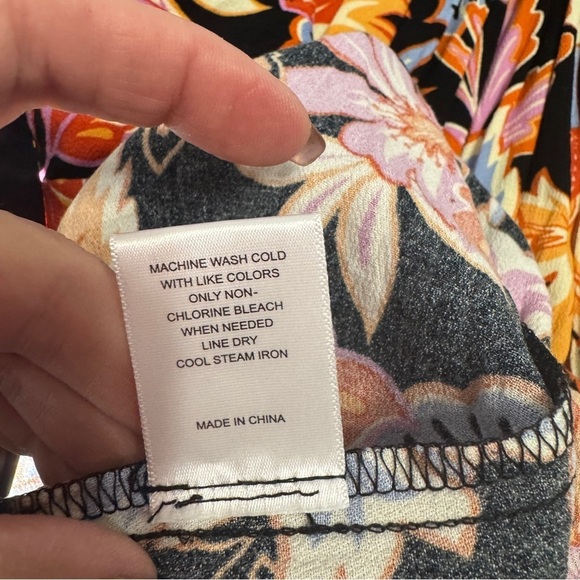 MACHINE WASH COLD
WITH LIKE COLORS
ONLY NON-
CHLORINE BLEACH
WHEN NEEDED
LINE DRY
COOL STEAM IRON
MADE IN CHINA